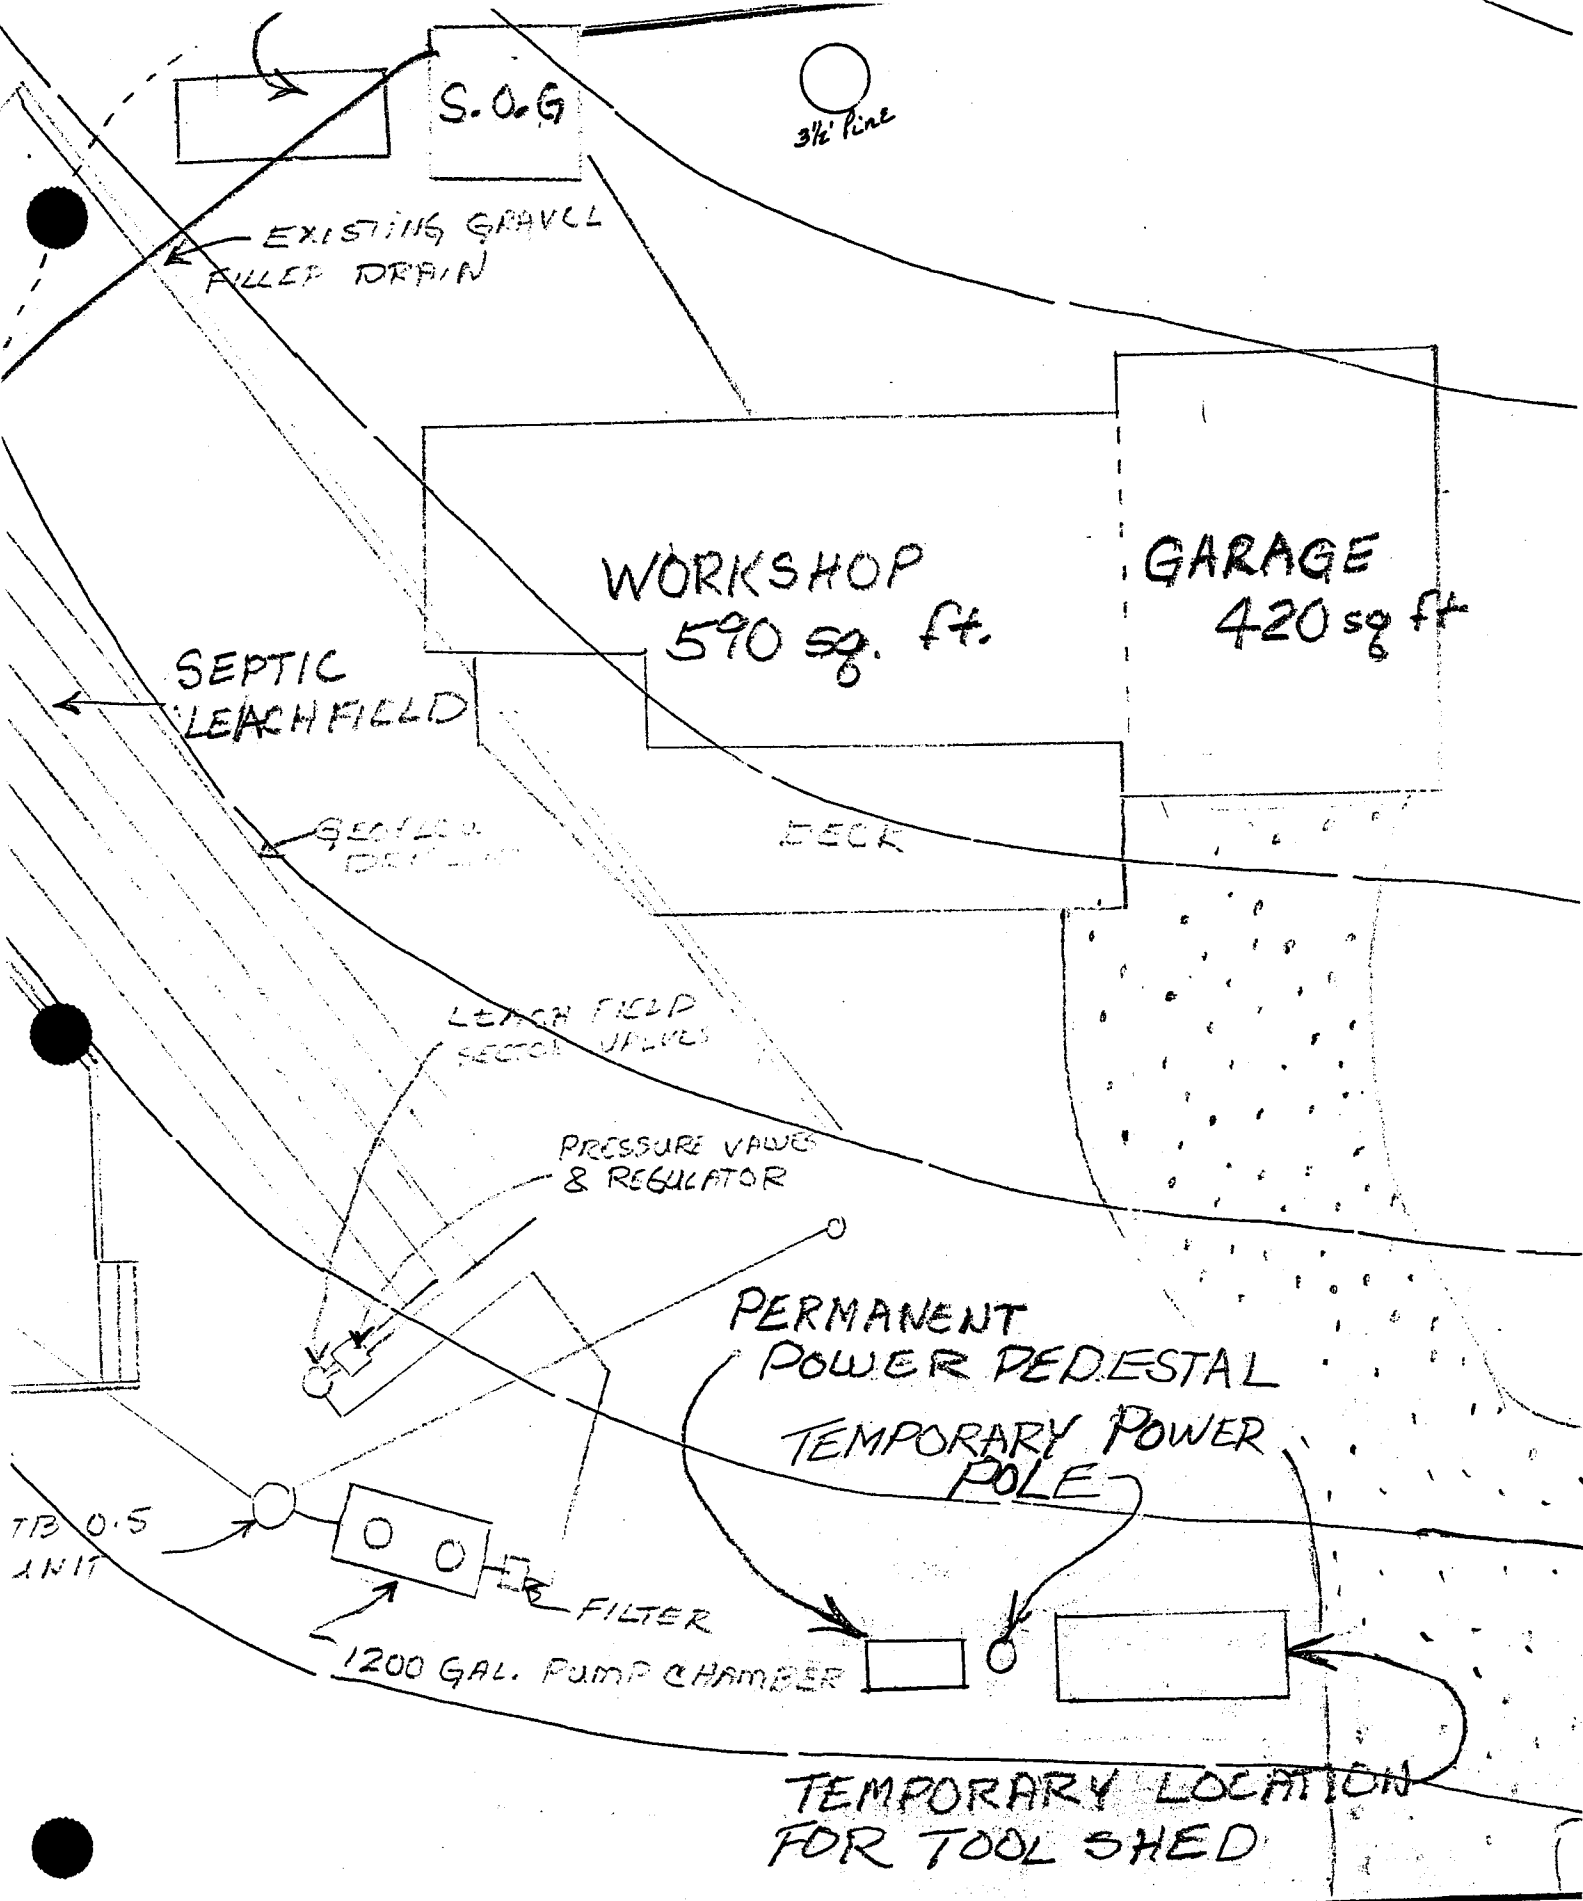 S.O.G
3½' Pine
EXISTING GRAVEL
FILLED DRAIN
WORKSHOP
590 sq. ft.
GARAGE
420 sq ft
SEPTIC
LEACHFIELD
DECK
LEACH FIELD
SECTOR VALVES
PRESSURE VALVES
& REGULATOR
PERMANENT
POWER PEDESTAL
TEMPORARY POWER
POLE
TB 0.5
UNIT
FILTER
1200 GAL. PUMP CHAMBER
TEMPORARY LOCATION
FOR TOOL SHED